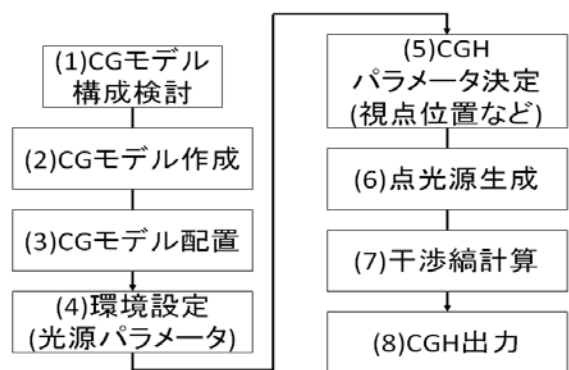 (1)CGモデル
構成検討
(2)CGモデル作成
(3)CGモデル配置
(4)環境設定
(光源パラメータ)
(5)CGH
パラメータ決定
(視点位置など)
(6)点光源生成
(7)干渉縞計算
(8)CGH出力